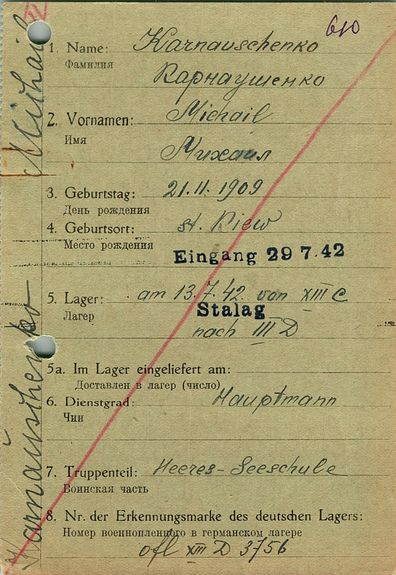 610
Karnauschenko Michail
1. Name: Karnauschenko
Фамилия
Карнаушенко
2. Vornamen: Michail
Имя
Михаил
3. Geburtstag: 21.11.1909
День рождения
4. Geburtsort: st. Kiew
Место рождения
Eingang 29 7.42
5. Lager: am 13.7.42 von XIII C
Лагер
Stalag
nach III D
5a. Im Lager eingeliefert am:
Доставлен в лагер (число)
6. Dienstgrad: Hauptmann
Чин
7. Truppenteil: Heeres-Seeschule
Воинская часть
8. Nr. der Erkennungsmarke des deutschen Lagers:
Номер военнопленного в германском лагере
ofl XIII D 3756